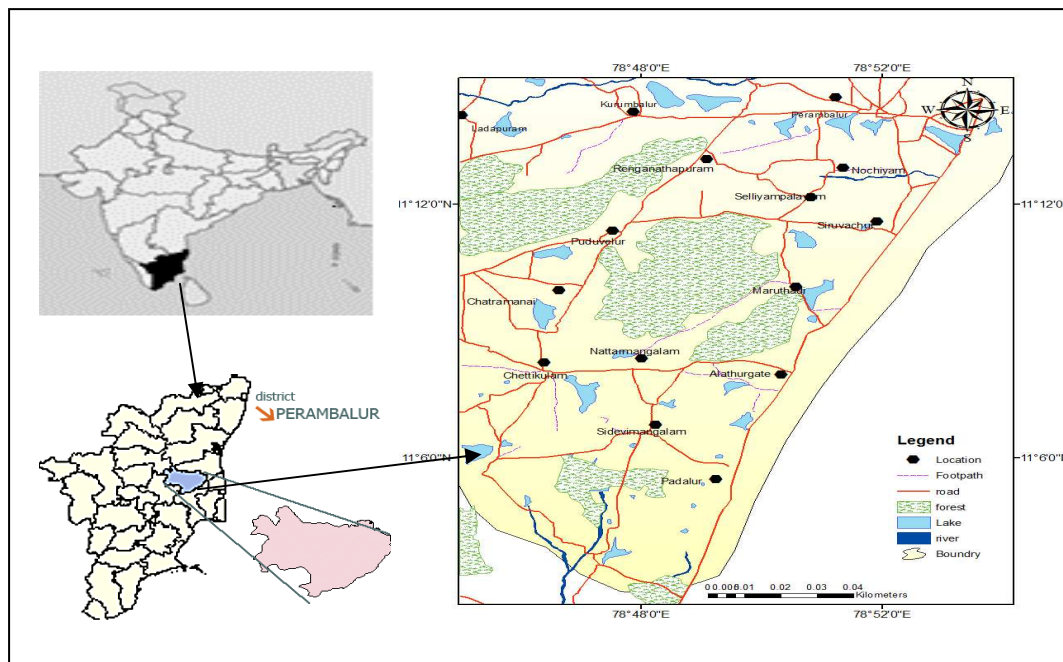 district
PERAMBALUR
78°48'0"E
78°52'0"E
N
W
E
S
Kurumbalur
Perambalur
Ladapuram
Renganathapuram
Nochiyam
Selliyampalayam
11°12'0"N
11°12'0"N
Siruvachur
Puduvelur
Maruthadi
Chatramanai
Nattarmangalam
Chettikulam
Alathurgate
Sidevimangalam
11°6'0"N
11°6'0"N
Padalur
Legend
Location
Footpath
road
forest
Lake
river
Boundry
0 0.0050.01 0.02 0.03 0.04
Kilometers
78°48'0"E
78°52'0"E